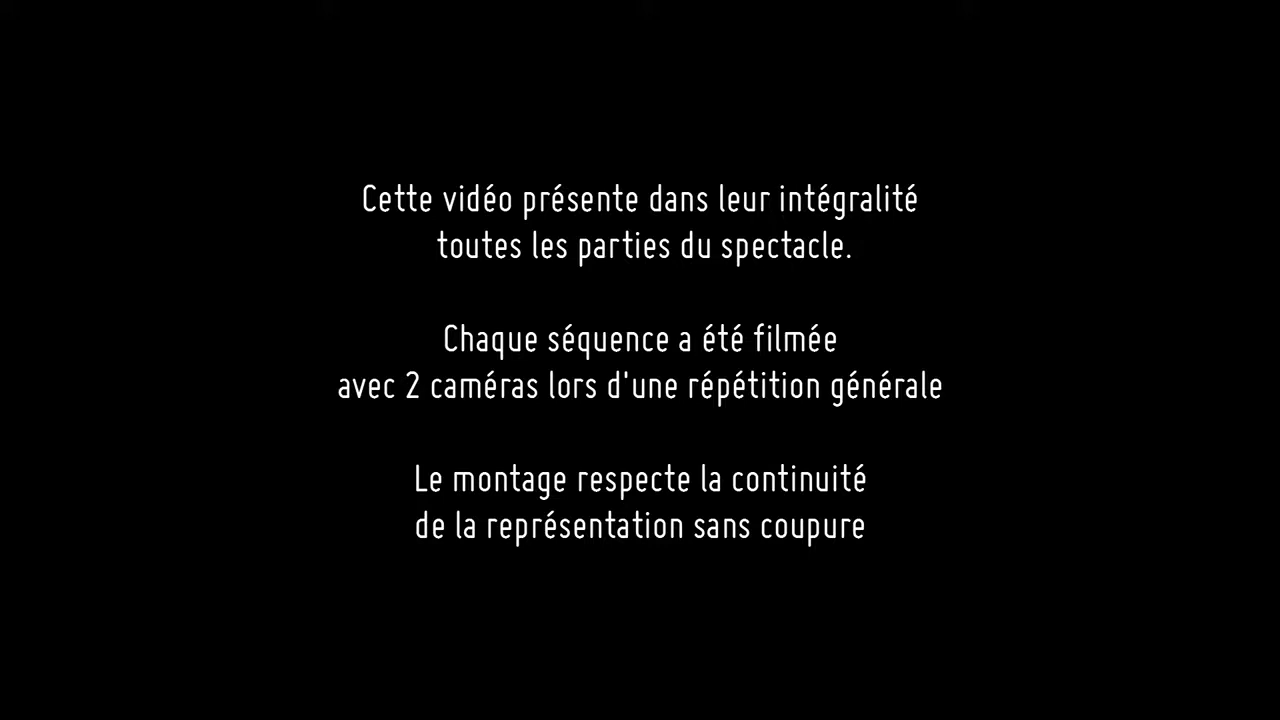 Cette vidéo présente dans leur intégralité
toutes les parties du spectacle.
Chaque séquence a été filmée
avec 2 caméras lors d'une répétition générale
Le montage respecte la continuité
de la représentation sans coupure